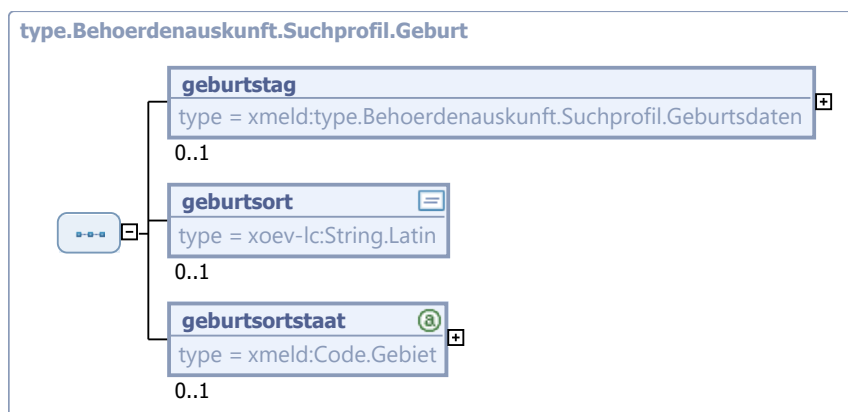 type.Behoerdenauskunft.Suchprofil.Geburt
geburtstag
type = xmeld:type.Behoerdenauskunft.Suchprofil.Geburtsdaten
0..1
geburtsort
type = xoev-lc:String.Latin
0..1
geburtsortstaat
type = xmeld:Code.Gebiet
0..1